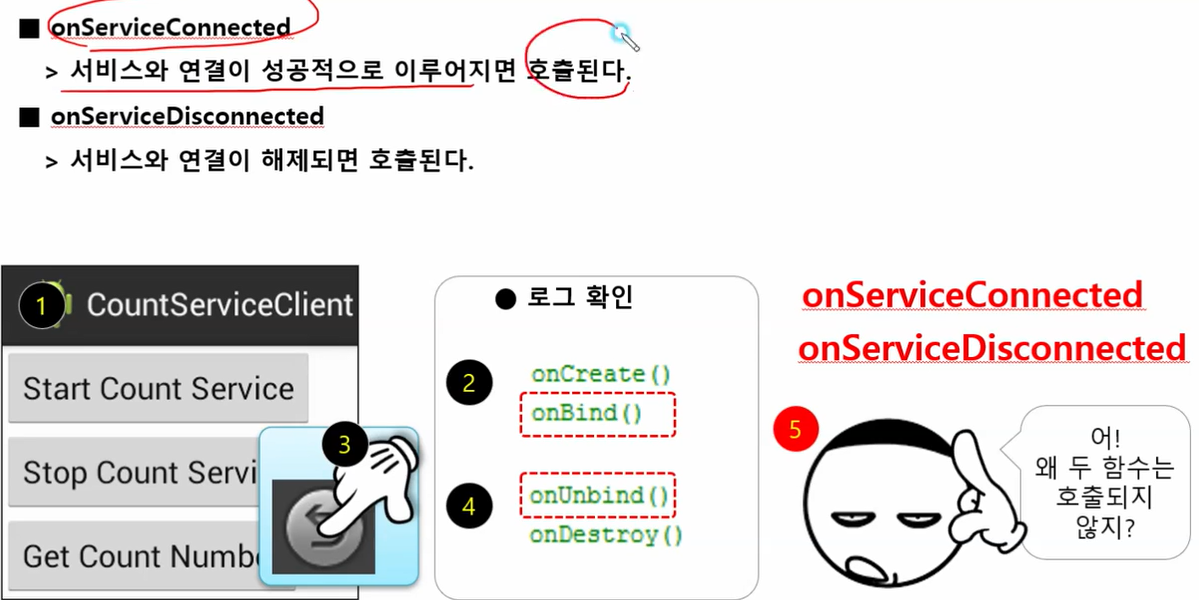 ■ onServiceConnected
> 서비스와 연결이 성공적으로 이루어지면 호출된다.
■ onServiceDisconnected
> 서비스와 연결이 해제되면 호출된다.
1
CountServiceClient
Start Count Service
Stop Count Servi
Get Count Numbe
3
● 로그 확인
2
onCreate()
onBind()
4
onUnbind()
onDestroy()
onServiceConnected
onServiceDisconnected
5
어!
왜 두 함수는
호출되지
않지?